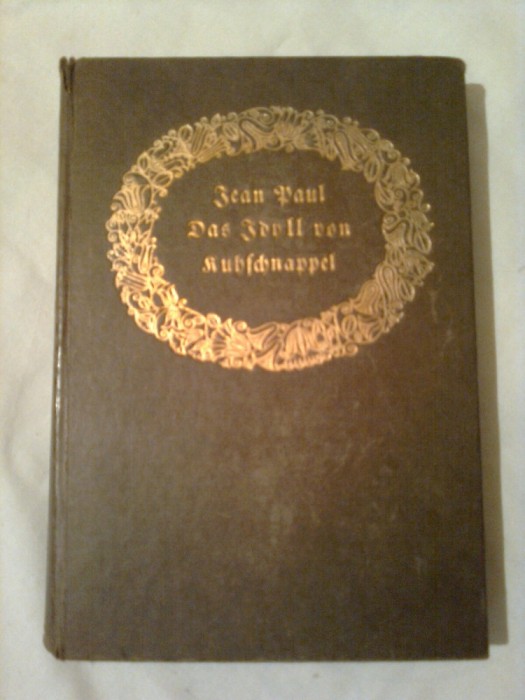 Jean Paul
Das Idyll von
Kuhschnappel